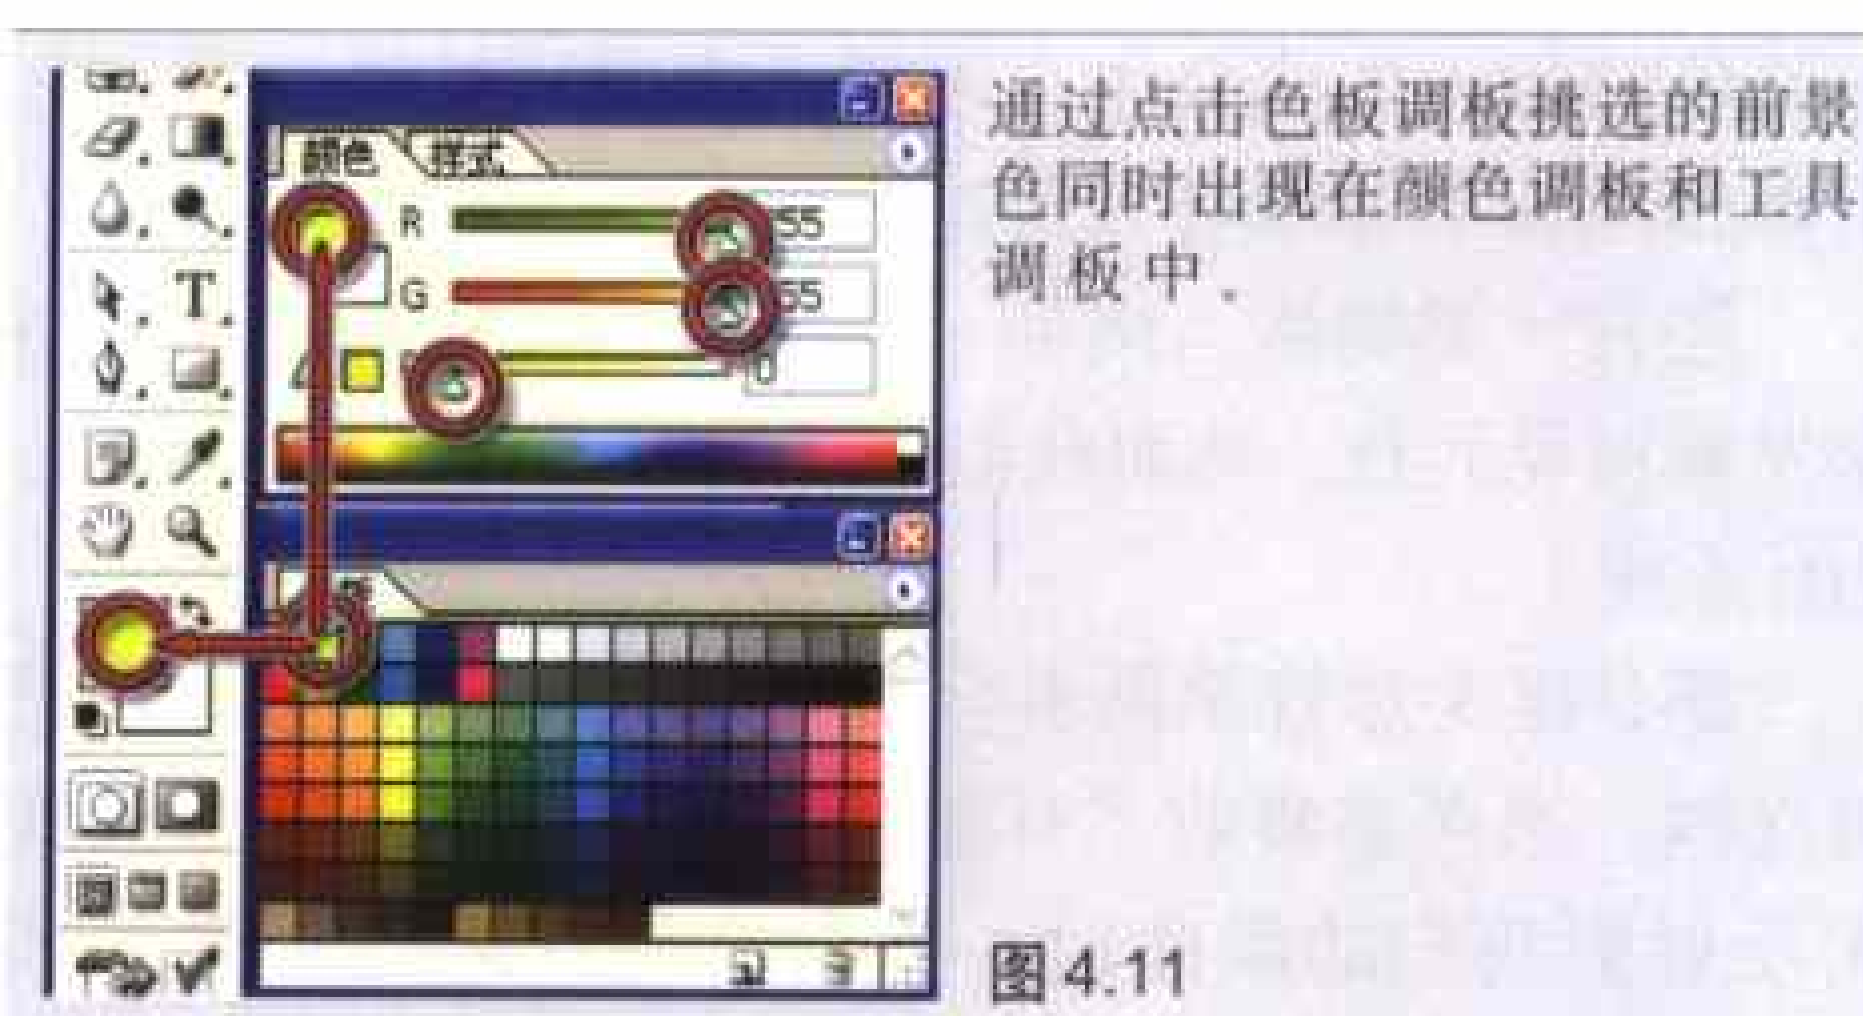 颜色 样式
R 55
G 55
0
T
通过点击色板调板挑选的前景
色同时出现在颜色调板和工具
调板中。
图4.11